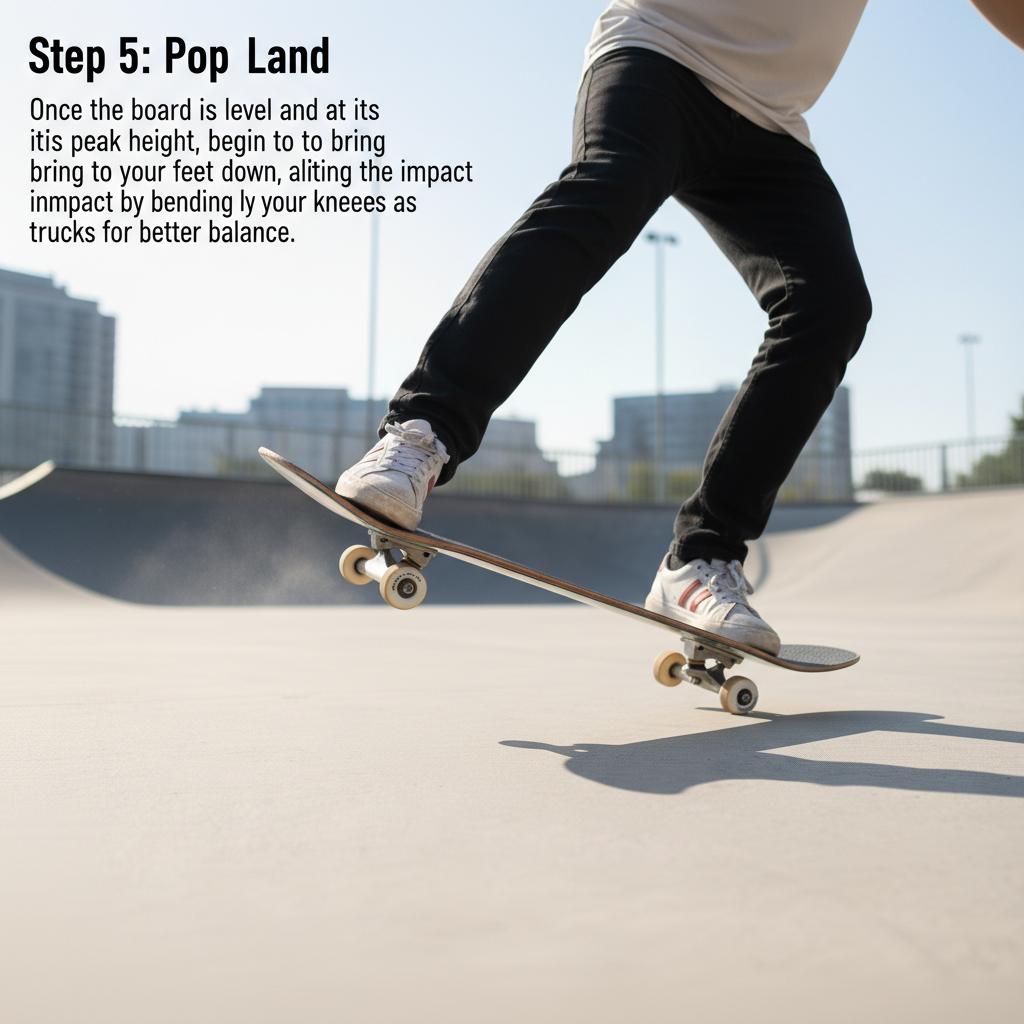 Step 5: Pop Land
Once the board is level and at its
itis peak height, begin to to bring
bring to your feet down, aliting the impact
inmpact by bending ly your kneees as
trucks for better balance.